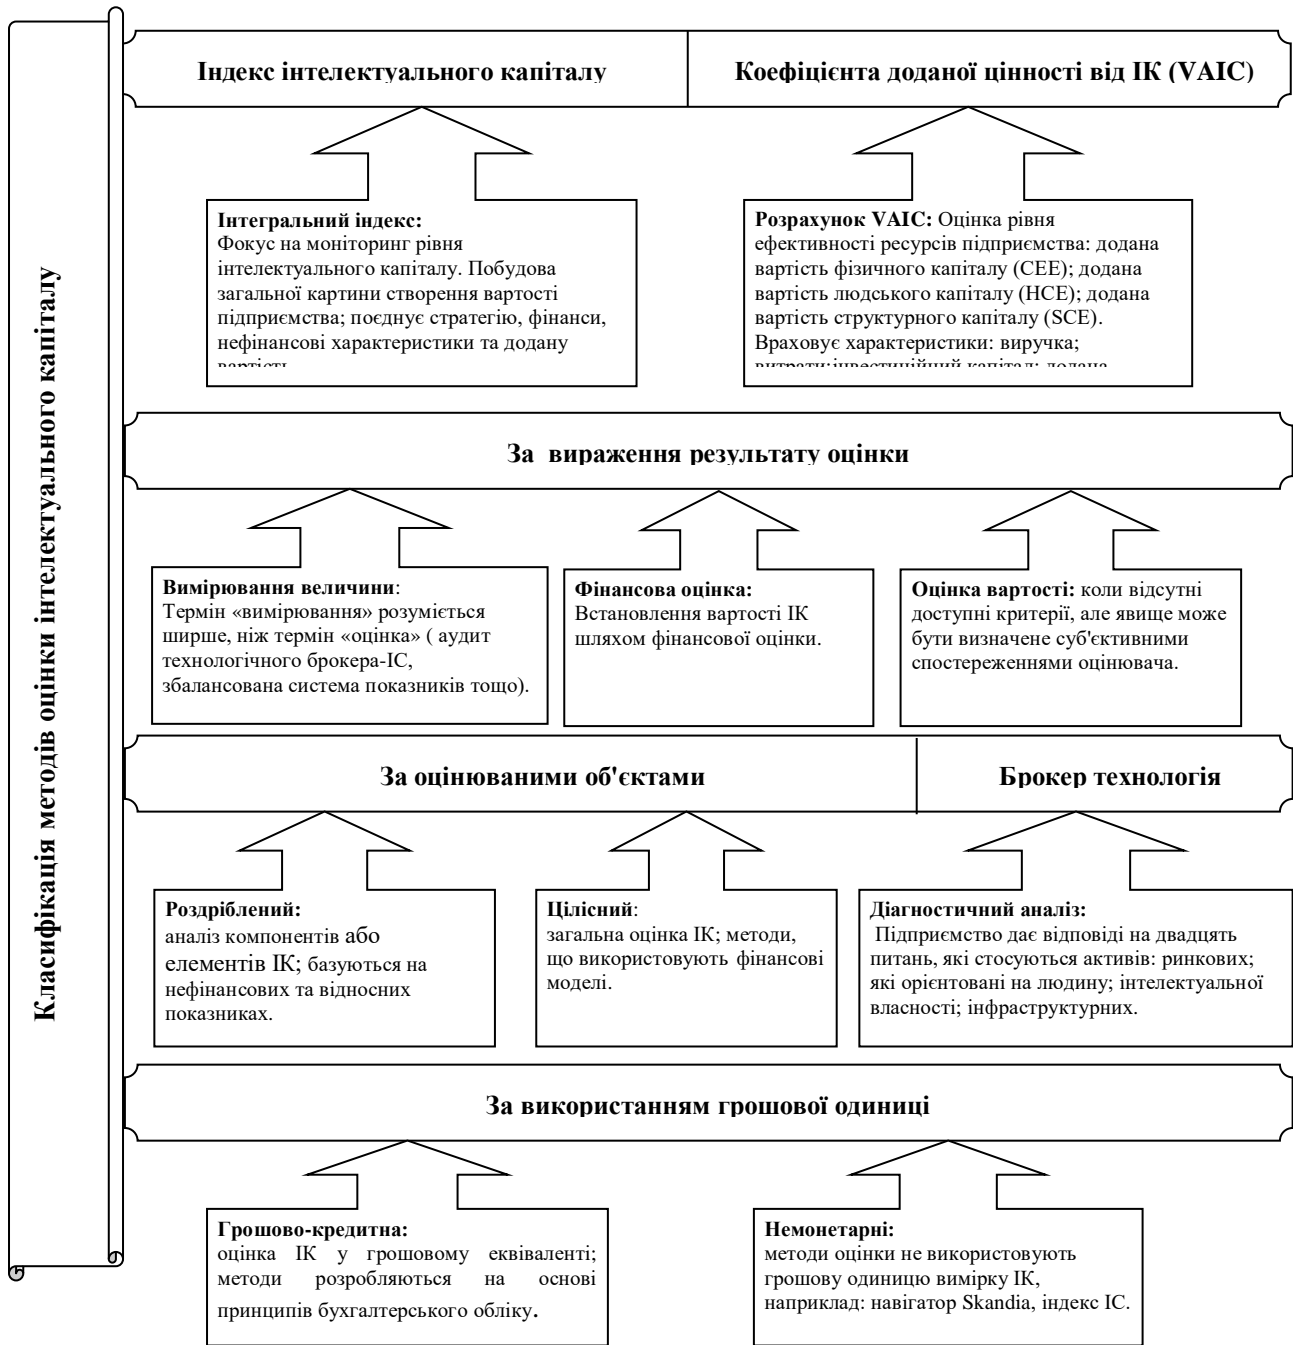 Класифікація методів оцінки інтелектуального капіталу
Індекс інтелектуального капіталу
Коефіцієнта доданої цінності від ІК (VAIC)
Інтегральний індекс:
Фокус на моніторинг рівня
інтелектуального капіталу. Побудова
загальної картини створення вартості
підприємства; поєднує стратегію, фінанси,
нефінансові характеристики та додану
вартість
Розрахунок VAIC: Оцінка рівня
ефективності ресурсів підприємства: додана
вартість фізичного капіталу (CEE); додана
вартість людського капіталу (HCE); додана
вартість структурного капіталу (SCE).
Враховує характеристики: виручка;
витрати;інвестиційний капітал; додана
За  вираження результату оцінки
Вимірювання величини:
Термін «вимірювання» розуміється
ширше, ніж термін «оцінка» ( аудит
технологічного брокера-ІС,
збалансована система показників тощо).
Фінансова оцінка:
Встановлення вартості ІК
шляхом фінансової оцінки.
Оцінка вартості: коли відсутні
доступні критерії, але явище може
бути визначене суб'єктивними
спостереженнями оцінювача.
За оцінюваними об'єктами
Брокер технологія
Роздріблений:
аналіз компонентів або
елементів ІК; базуються на
нефінансових та відносних
показниках.
Цілісний:
загальна оцінка ІК; методи,
що використовують фінансові
моделі.
Діагностичний аналіз:
Підприємство дає відповіді на двадцять
питань, які стосуються активів: ринкових;
які орієнтовані на людину; інтелектуальної
власності; інфраструктурних.
За використанням грошової одиниці
Грошово-кредитна:
оцінка ІК у грошовому еквіваленті;
методи розробляються на основі
принципів бухгалтерського обліку.
Немонетарні:
методи оцінки не використовують
грошову одиницю вимірку ІК,
наприклад: навігатор Skandia, індекс ІС.